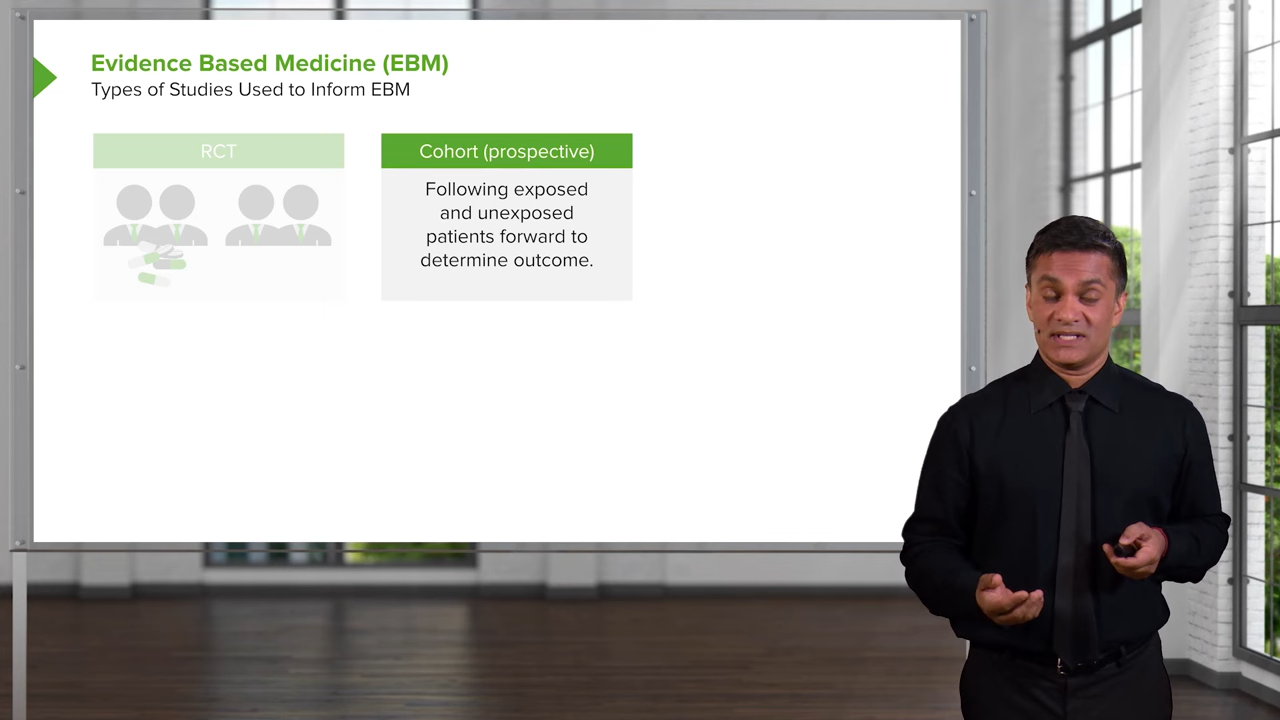 Evidence Based Medicine (EBM)
Types of Studies Used to Inform EBM
RCT
Cohort (prospective)
Following exposed
and unexposed
patients forward to
determine outcome.